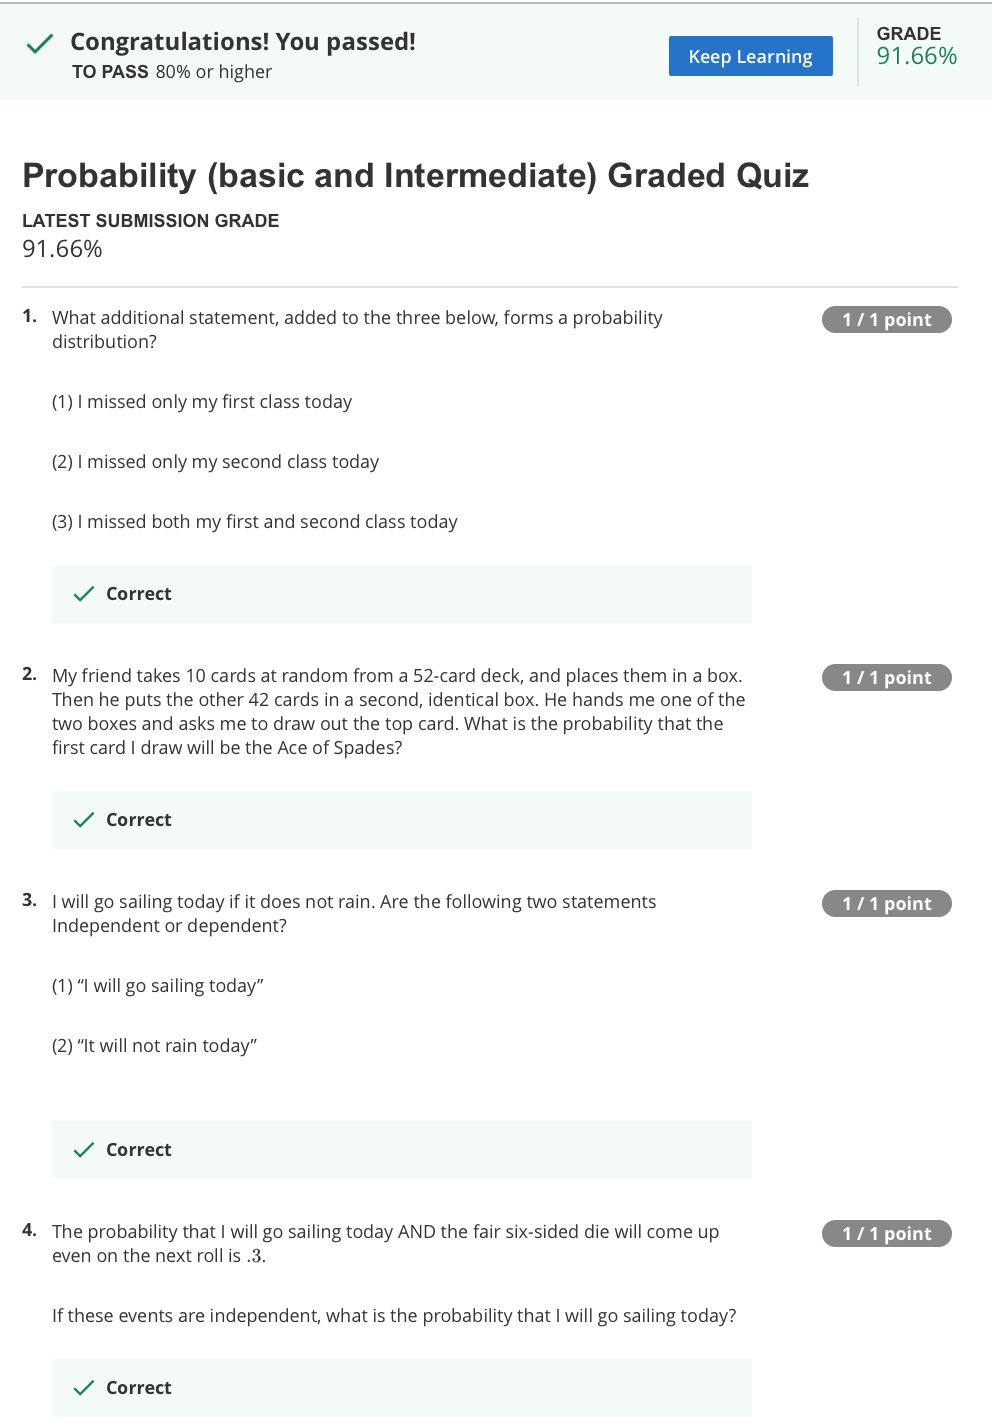 Congratulations! You passed!
TO PASS 80% or higher
Keep Learning
GRADE
91.66%
Probability (basic and Intermediate) Graded Quiz
LATEST SUBMISSION GRADE
91.66%
1. What additional statement, added to the three below, forms a probability
distribution?
1 / 1 point
(1) I missed only my first class today
(2) I missed only my second class today
(3) I missed both my first and second class today
Correct
2. My friend takes 10 cards at random from a 52-card deck, and places them in a box.
Then he puts the other 42 cards in a second, identical box. He hands me one of the
two boxes and asks me to draw out the top card. What is the probability that the
first card I draw will be the Ace of Spades?
1 / 1 point
Correct
3. I will go sailing today if it does not rain. Are the following two statements
Independent or dependent?
1 / 1 point
(1) “I will go sailing today”
(2) “It will not rain today”
Correct
4. The probability that I will go sailing today AND the fair six-sided die will come up
even on the next roll is .3.
1 / 1 point
If these events are independent, what is the probability that I will go sailing today?
Correct